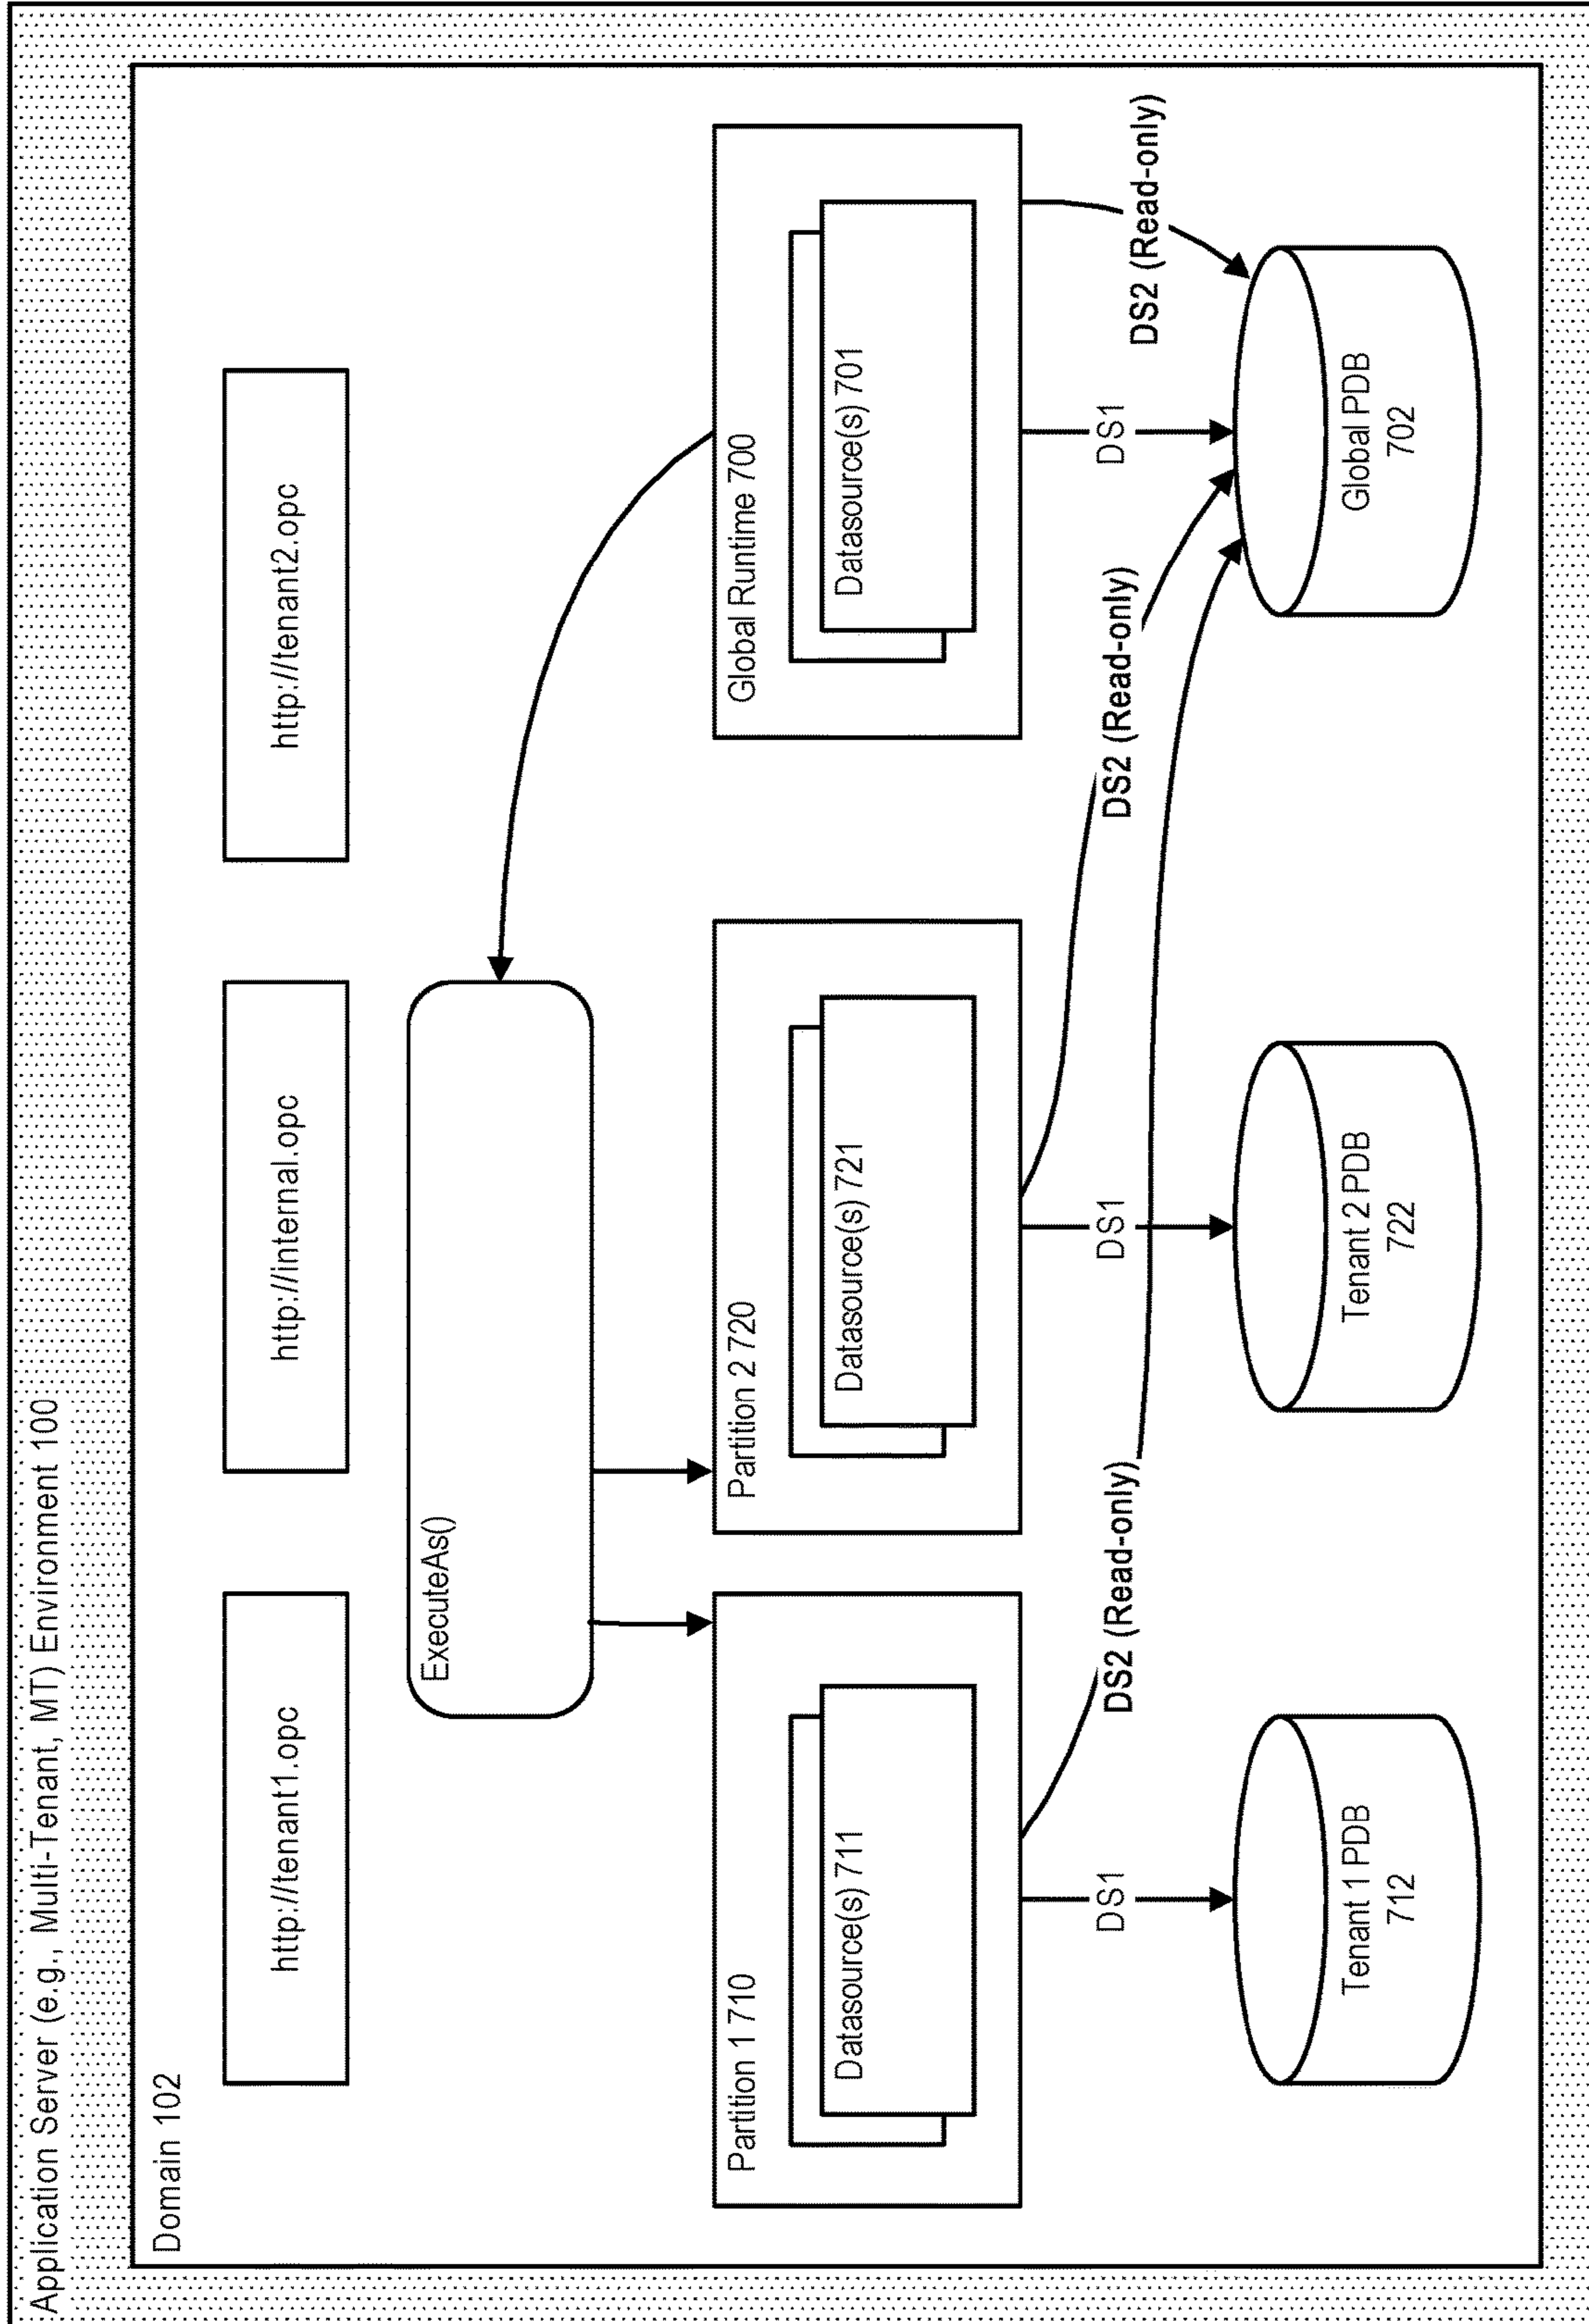 Application Server (e.g., Multi-Tenant, MT) Environment 100
Domain 102
http://tenant1.opc
http://internal.opc
http://tenant2.opc
ExecuteAs()
Partition 1 710
Datasource(s) 711
Partition 2 720
Datasource(s) 721
Global Runtime 700
Datasource(s) 701
DS1
DS2 (Read-only)
DS1
DS2 (Read-only)
DS1
DS2 (Read-only)
Tenant 1 PDB
712
Tenant 2 PDB
722
Global PDB
702